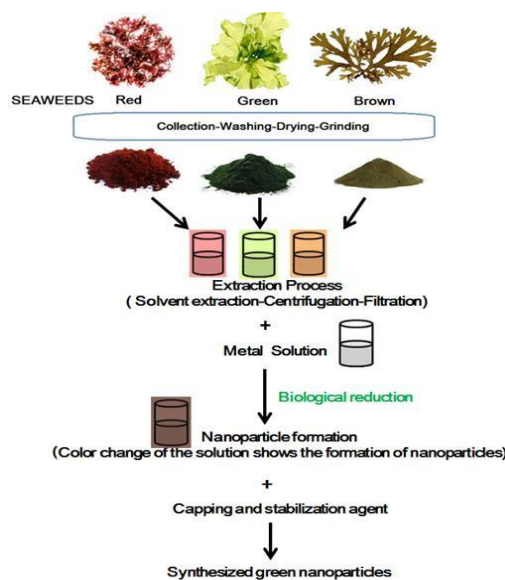 SEAWEEDS Red Green Brown
Collection-Washing-Drying-Grinding
Extraction Process
( Solvent extraction-Centrifugation-Filtration)
+
Metal Solution
Biological reduction
Nanoparticle formation
(Color change of the solution shows the formation of nanoparticles)
+
Capping and stabilization agent
Synthesized green nanoparticles